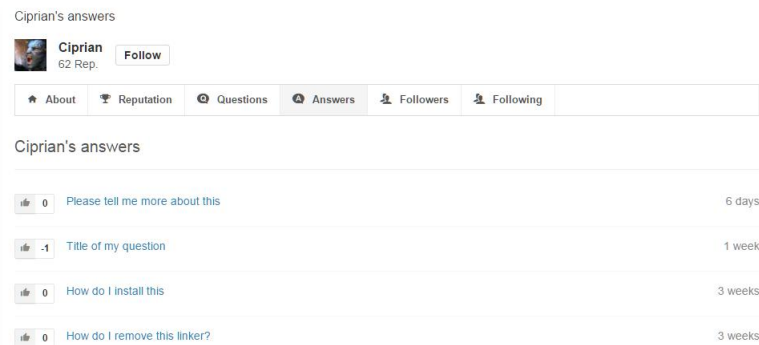 Ciprian's answers
Ciprian
62 Rep.
Follow
About
Reputation
Questions
Answers
Followers
Following
Ciprian's answers
0 Please tell me more about this 6 days
-1 Title of my question 1 week
0 How do I install this 3 weeks
0 How do I remove this linker? 3 weeks